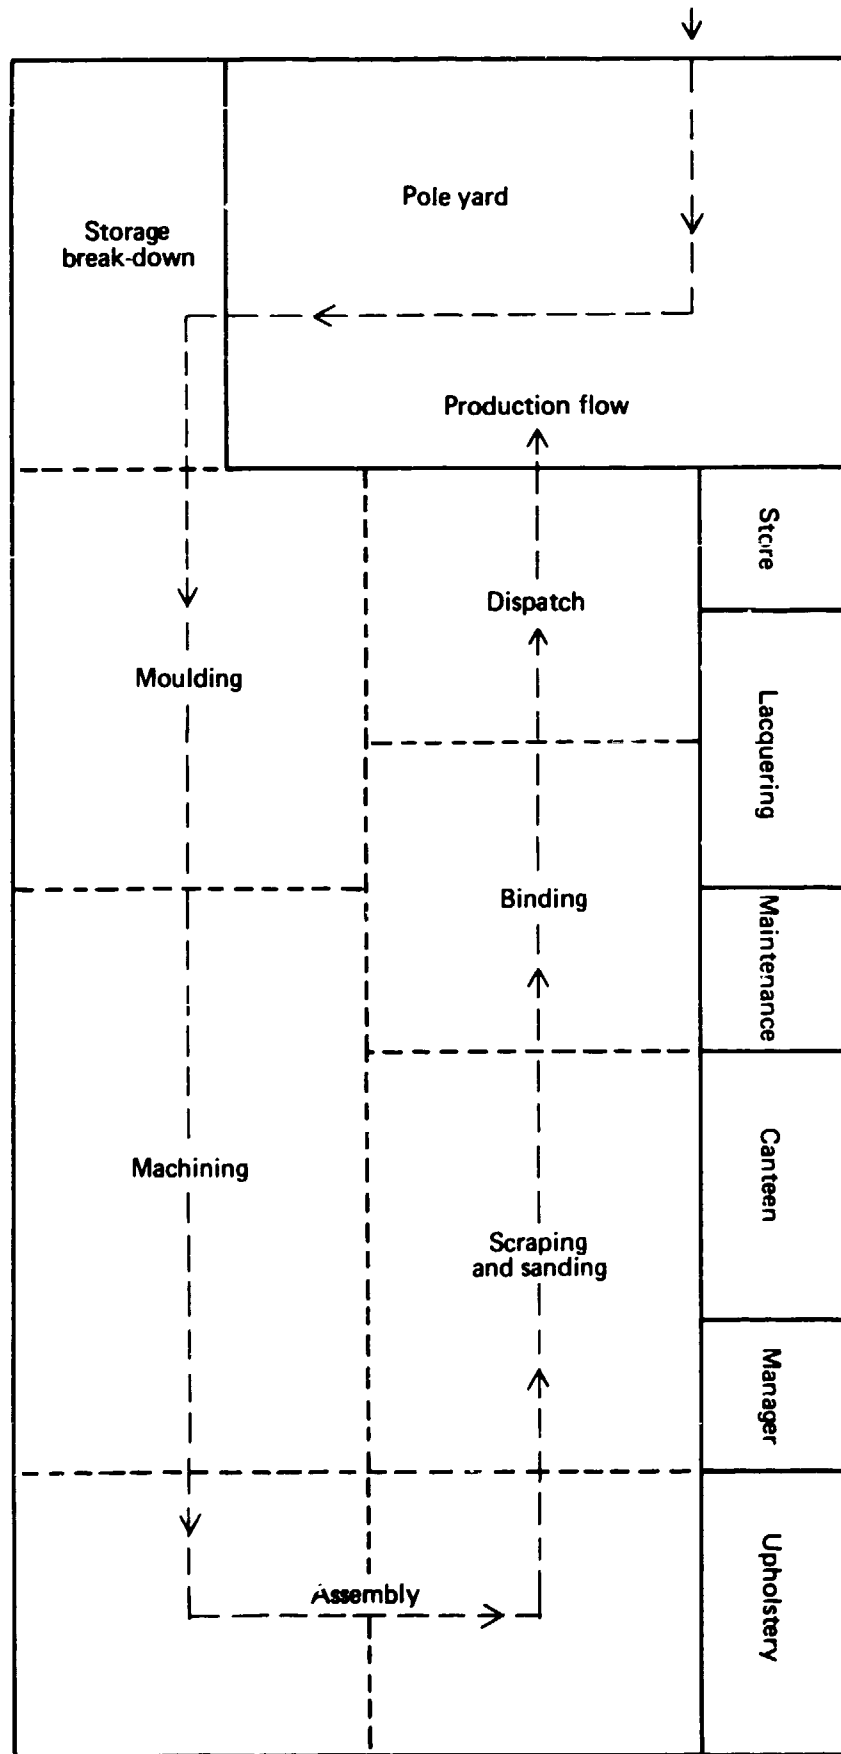 Pole yard
Storage
break-down
Production flow
Store
Dispatch
Moulding
Lacquering
Binding
Maintenance
Machining
Canteen
Scraping
and sanding
Manager
Assembly
Upholstery